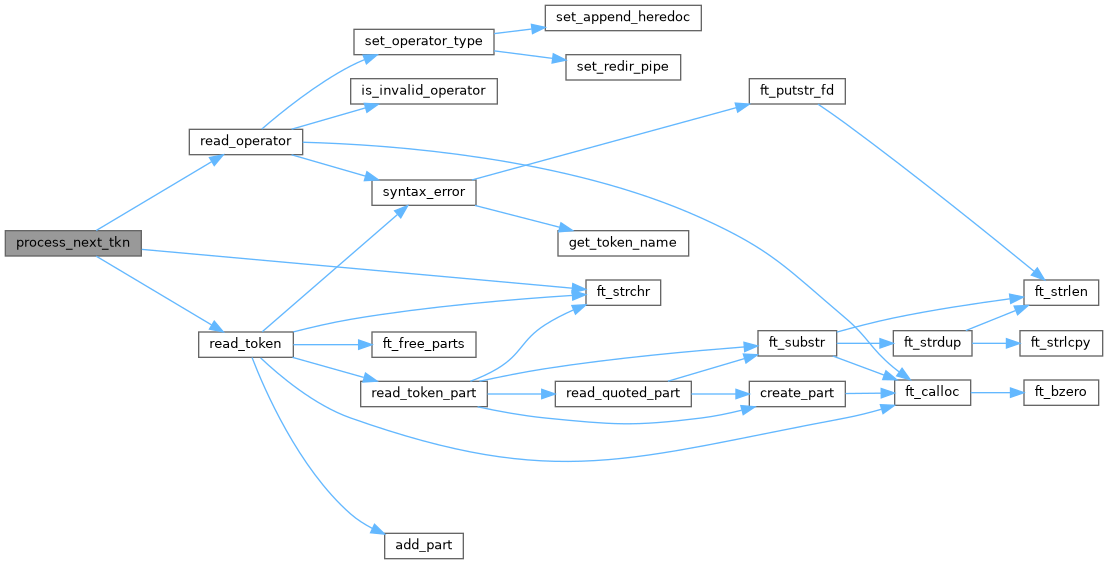 set_append_heredoc
set_operator_type
set_redir_pipe
is_invalid_operator
ft_putstr_fd
read_operator
syntax_error
process_next_tkn
get_token_name
ft_strchr
ft_strlen
read_token
ft_free_parts
ft_substr
ft_strdup
ft_strlcpy
read_token_part
read_quoted_part
create_part
ft_calloc
ft_bzero
add_part